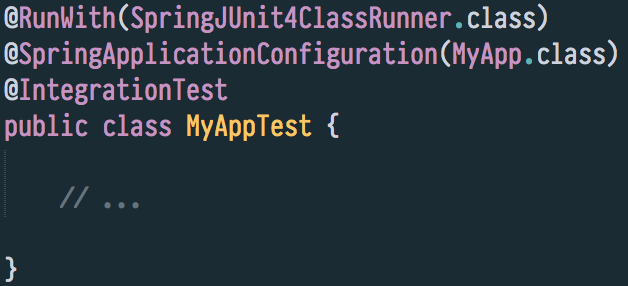 @RunWith(SpringJUnit4ClassRunner.class)
@SpringApplicationConfiguration(MyApp.class)
@IntegrationTest
public class MyAppTest {
// ...
}